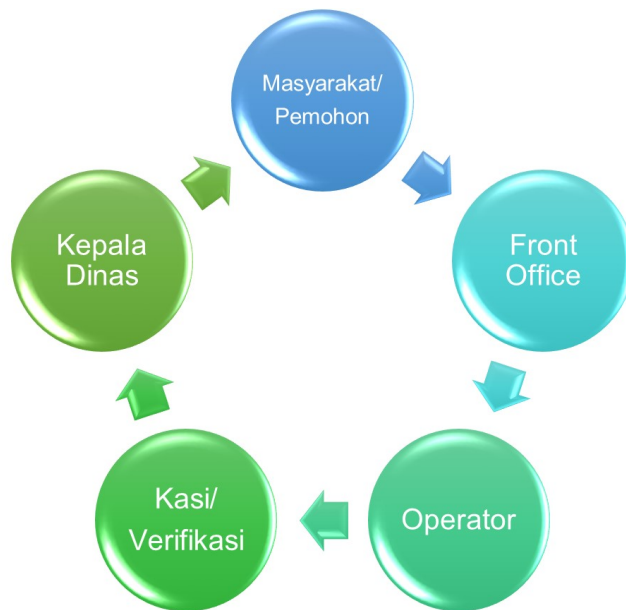 Masyarakat/
Pemohon
Front
Office
Operator
Kasi/
Verifikasi
Kepala
Dinas